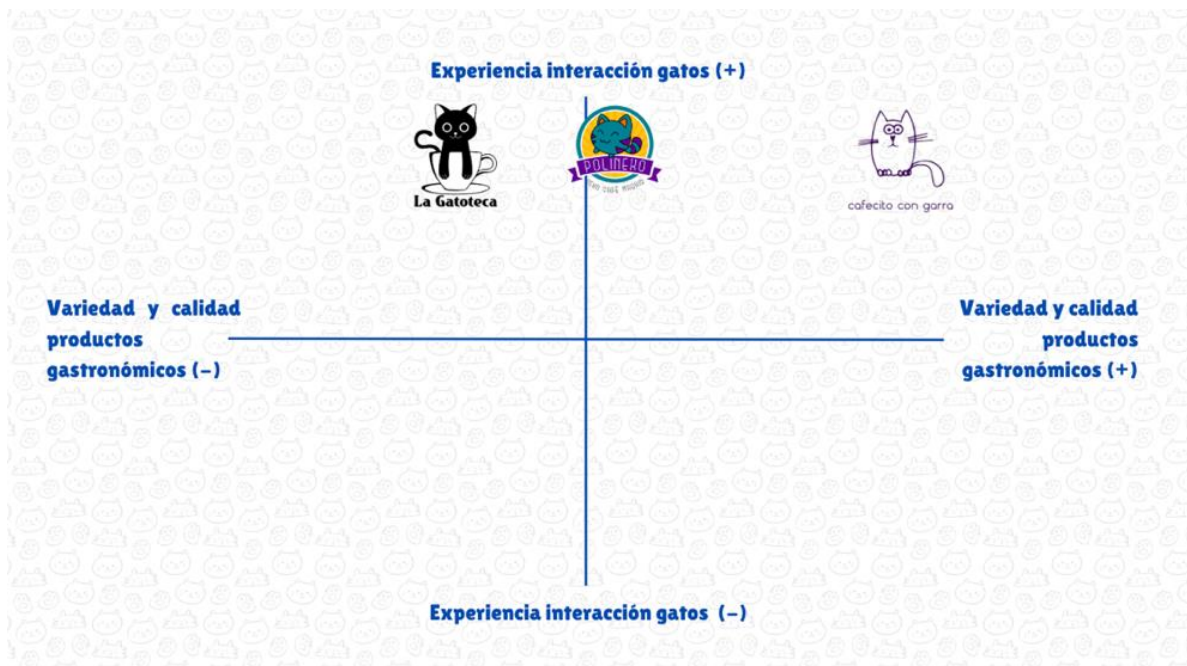 Experiencia interacción gatos (+)
POLINEKO
La Gatoteca
cafecito con garra
Variedad y calidad
productos
gastronómicos (-)
Variedad y calidad
productos
gastronómicos (+)
Experiencia interacción gatos (-)